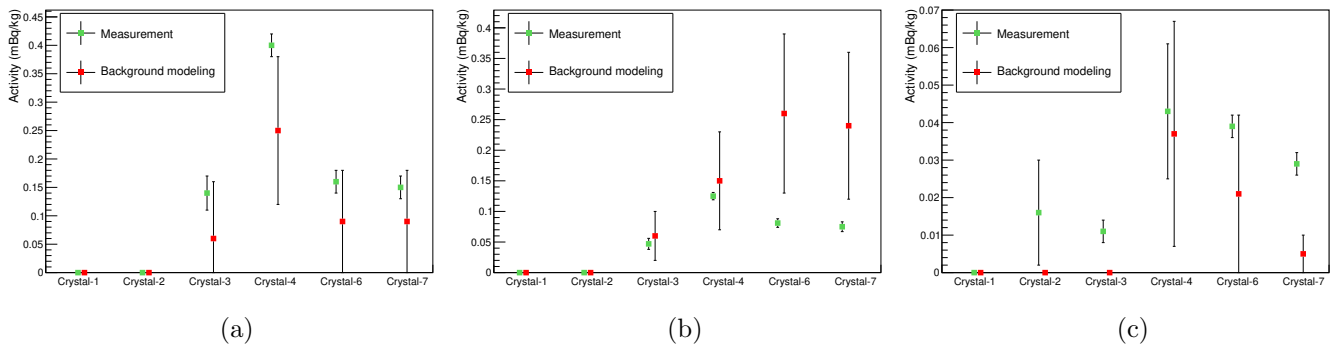 Activity (mBq/kg)
0.45
0.4
0.35
0.3
0.25
0.2
0.15
0.1
0.05
0
Measurement
Background modeling
Crystal-1 Crystal-2 Crystal-3 Crystal-4 Crystal-6 Crystal-7
(a)
Activity (mBq/kg)
0.4
0.35
0.3
0.25
0.2
0.15
0.1
0.05
0
Measurement
Background modeling
Crystal-1 Crystal-2 Crystal-3 Crystal-4 Crystal-6 Crystal-7
(b)
Activity (mBq/kg)
0.07
0.06
0.05
0.04
0.03
0.02
0.01
0
Measurement
Background modeling
Crystal-1 Crystal-2 Crystal-3 Crystal-4 Crystal-6 Crystal-7
(c)